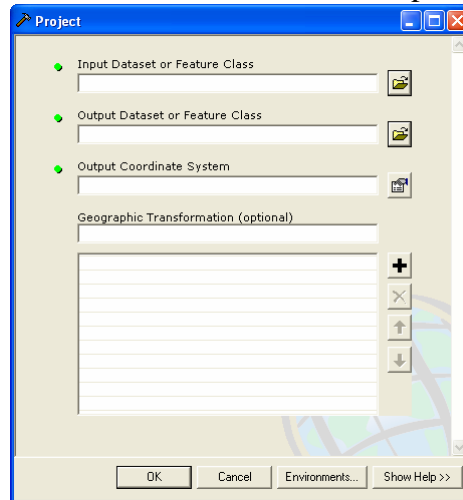 Project
Input Dataset or Feature Class
Output Dataset or Feature Class
Output Coordinate System
Geographic Transformation (optional)
OK Cancel Environments... Show Help >>